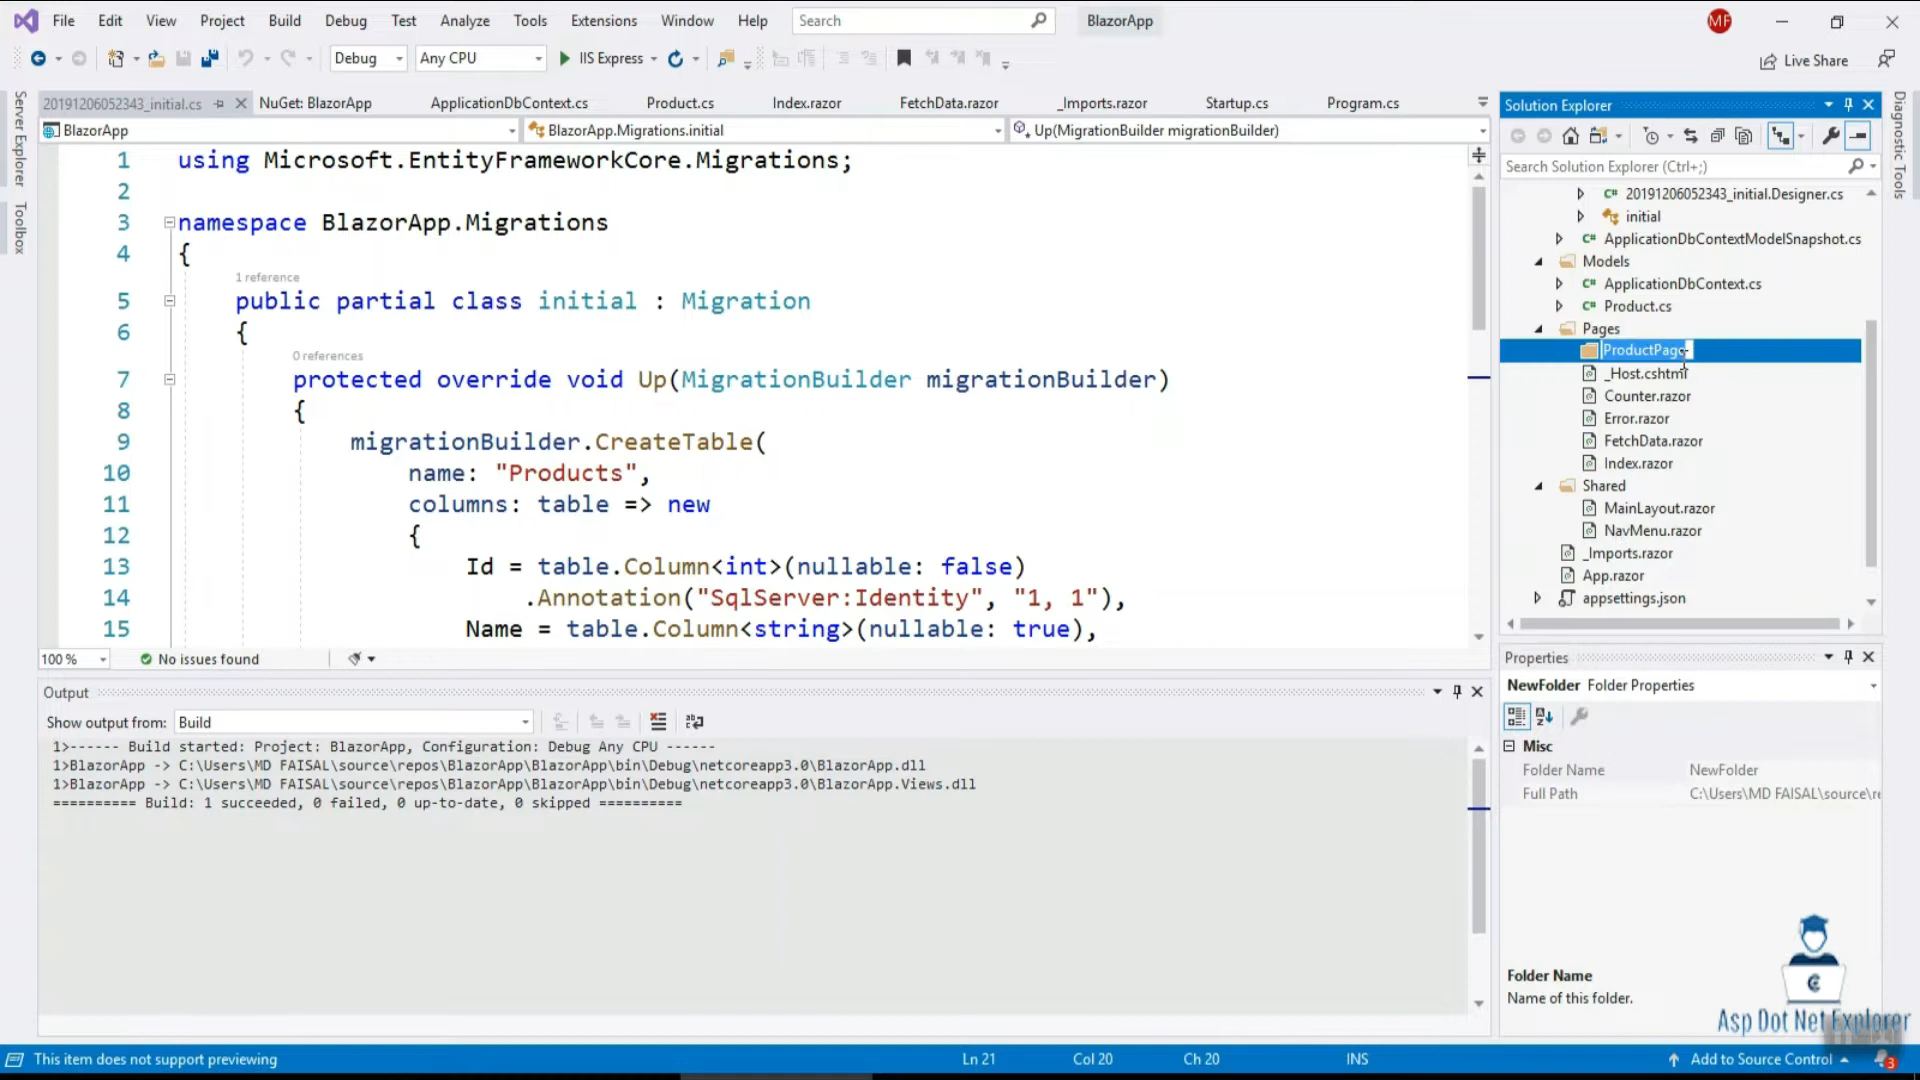 File Edit View Project Build Debug Test Analyze Tools Extensions Window Help Search BlazorApp MF
Debug Any CPU IIS Express Live Share
20191206052343_initial.cs NuGet: BlazorApp ApplicationDbContext.cs Product.cs Index.razor FetchData.razor _Imports.razor Startup.cs Program.cs
BlazorApp BlazorApp.Migrations.initial Up(MigrationBuilder migrationBuilder)
Server Explorer
Toolbox
1 using Microsoft.EntityFrameworkCore.Migrations;
2
3 namespace BlazorApp.Migrations
4 {
1 reference
5 public partial class initial : Migration
6 {
0 references
7 protected override void Up(MigrationBuilder migrationBuilder)
8 {
9 migrationBuilder.CreateTable(
10 name: "Products",
11 columns: table => new
12 {
13 Id = table.Column<int>(nullable: false)
14 .Annotation("SqlServer:Identity", "1, 1"),
15 Name = table.Column<string>(nullable: true),
100 % No issues found
Output
Show output from: Build
1>------ Build started: Project: BlazorApp, Configuration: Debug Any CPU ------
1>BlazorApp -> C:\Users\MD FAISAL\source\repos\BlazorApp\BlazorApp\bin\Debug\netcoreapp3.0\BlazorApp.dll
1>BlazorApp -> C:\Users\MD FAISAL\source\repos\BlazorApp\BlazorApp\bin\Debug\netcoreapp3.0\BlazorApp.Views.dll
========== Build: 1 succeeded, 0 failed, 0 up-to-date, 0 skipped ==========
Solution Explorer
Search Solution Explorer (Ctrl+;)
20191206052343_initial.Designer.cs
initial
ApplicationDbContextModelSnapshot.cs
Models
ApplicationDbContext.cs
Product.cs
Pages
ProductPage
_Host.cshtml
Counter.razor
Error.razor
FetchData.razor
Index.razor
Shared
MainLayout.razor
NavMenu.razor
_Imports.razor
App.razor
appsettings.json
Diagnostic Tools
Properties
NewFolder Folder Properties
Misc
Folder Name NewFolder
Full Path C:\Users\MD FAISAL\source\re
Folder Name
Name of this folder.
Asp Dot Net Explorer
This item does not support previewing Ln 21 Col 20 Ch 20 INS Add to Source Control 3